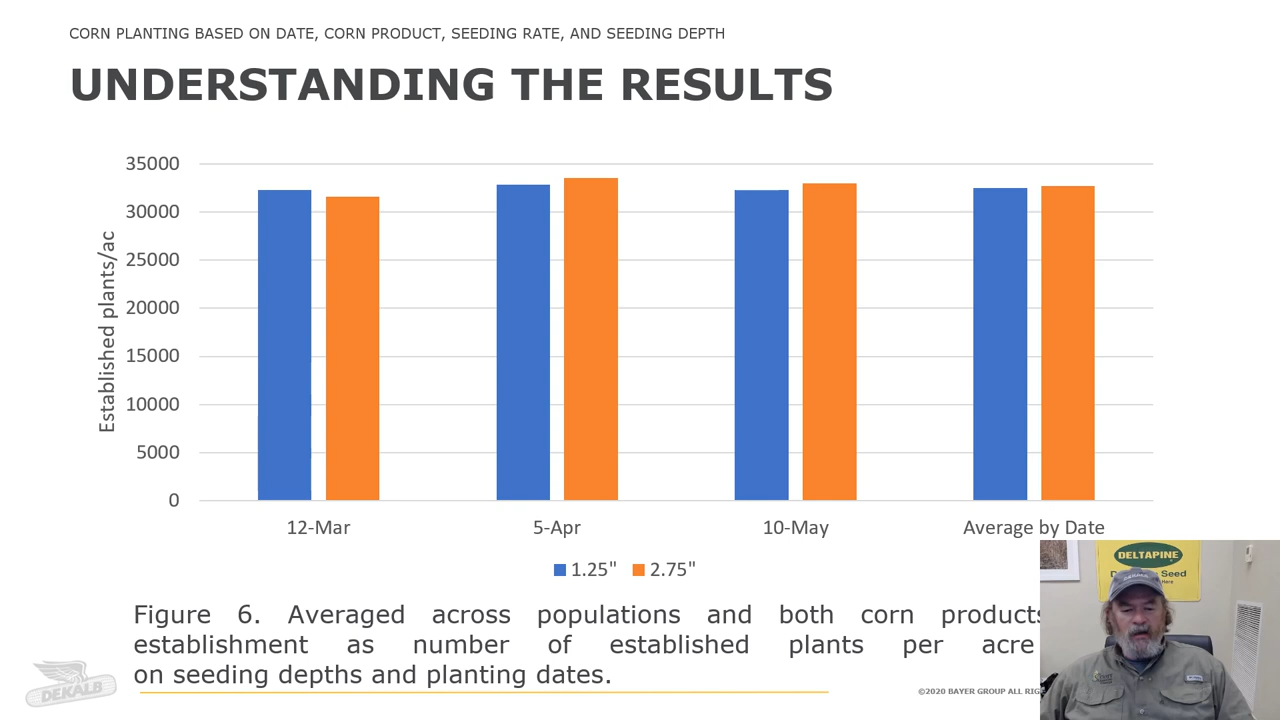 CORN PLANTING BASED ON DATE, CORN PRODUCT, SEEDING RATE, AND SEEDING DEPTH
UNDERSTANDING THE RESULTS
35000
30000
25000
20000
15000
10000
5000
0
Established plants/ac
12-Mar
5-Apr
10-May
Average by Date
1.25"
2.75"
Figure 6. Averaged across populations and both corn products
establishment as number of established plants per acre
on seeding depths and planting dates.
DEKALB
©2020 BAYER GROUP ALL
DELTAPINE
Seed
Here